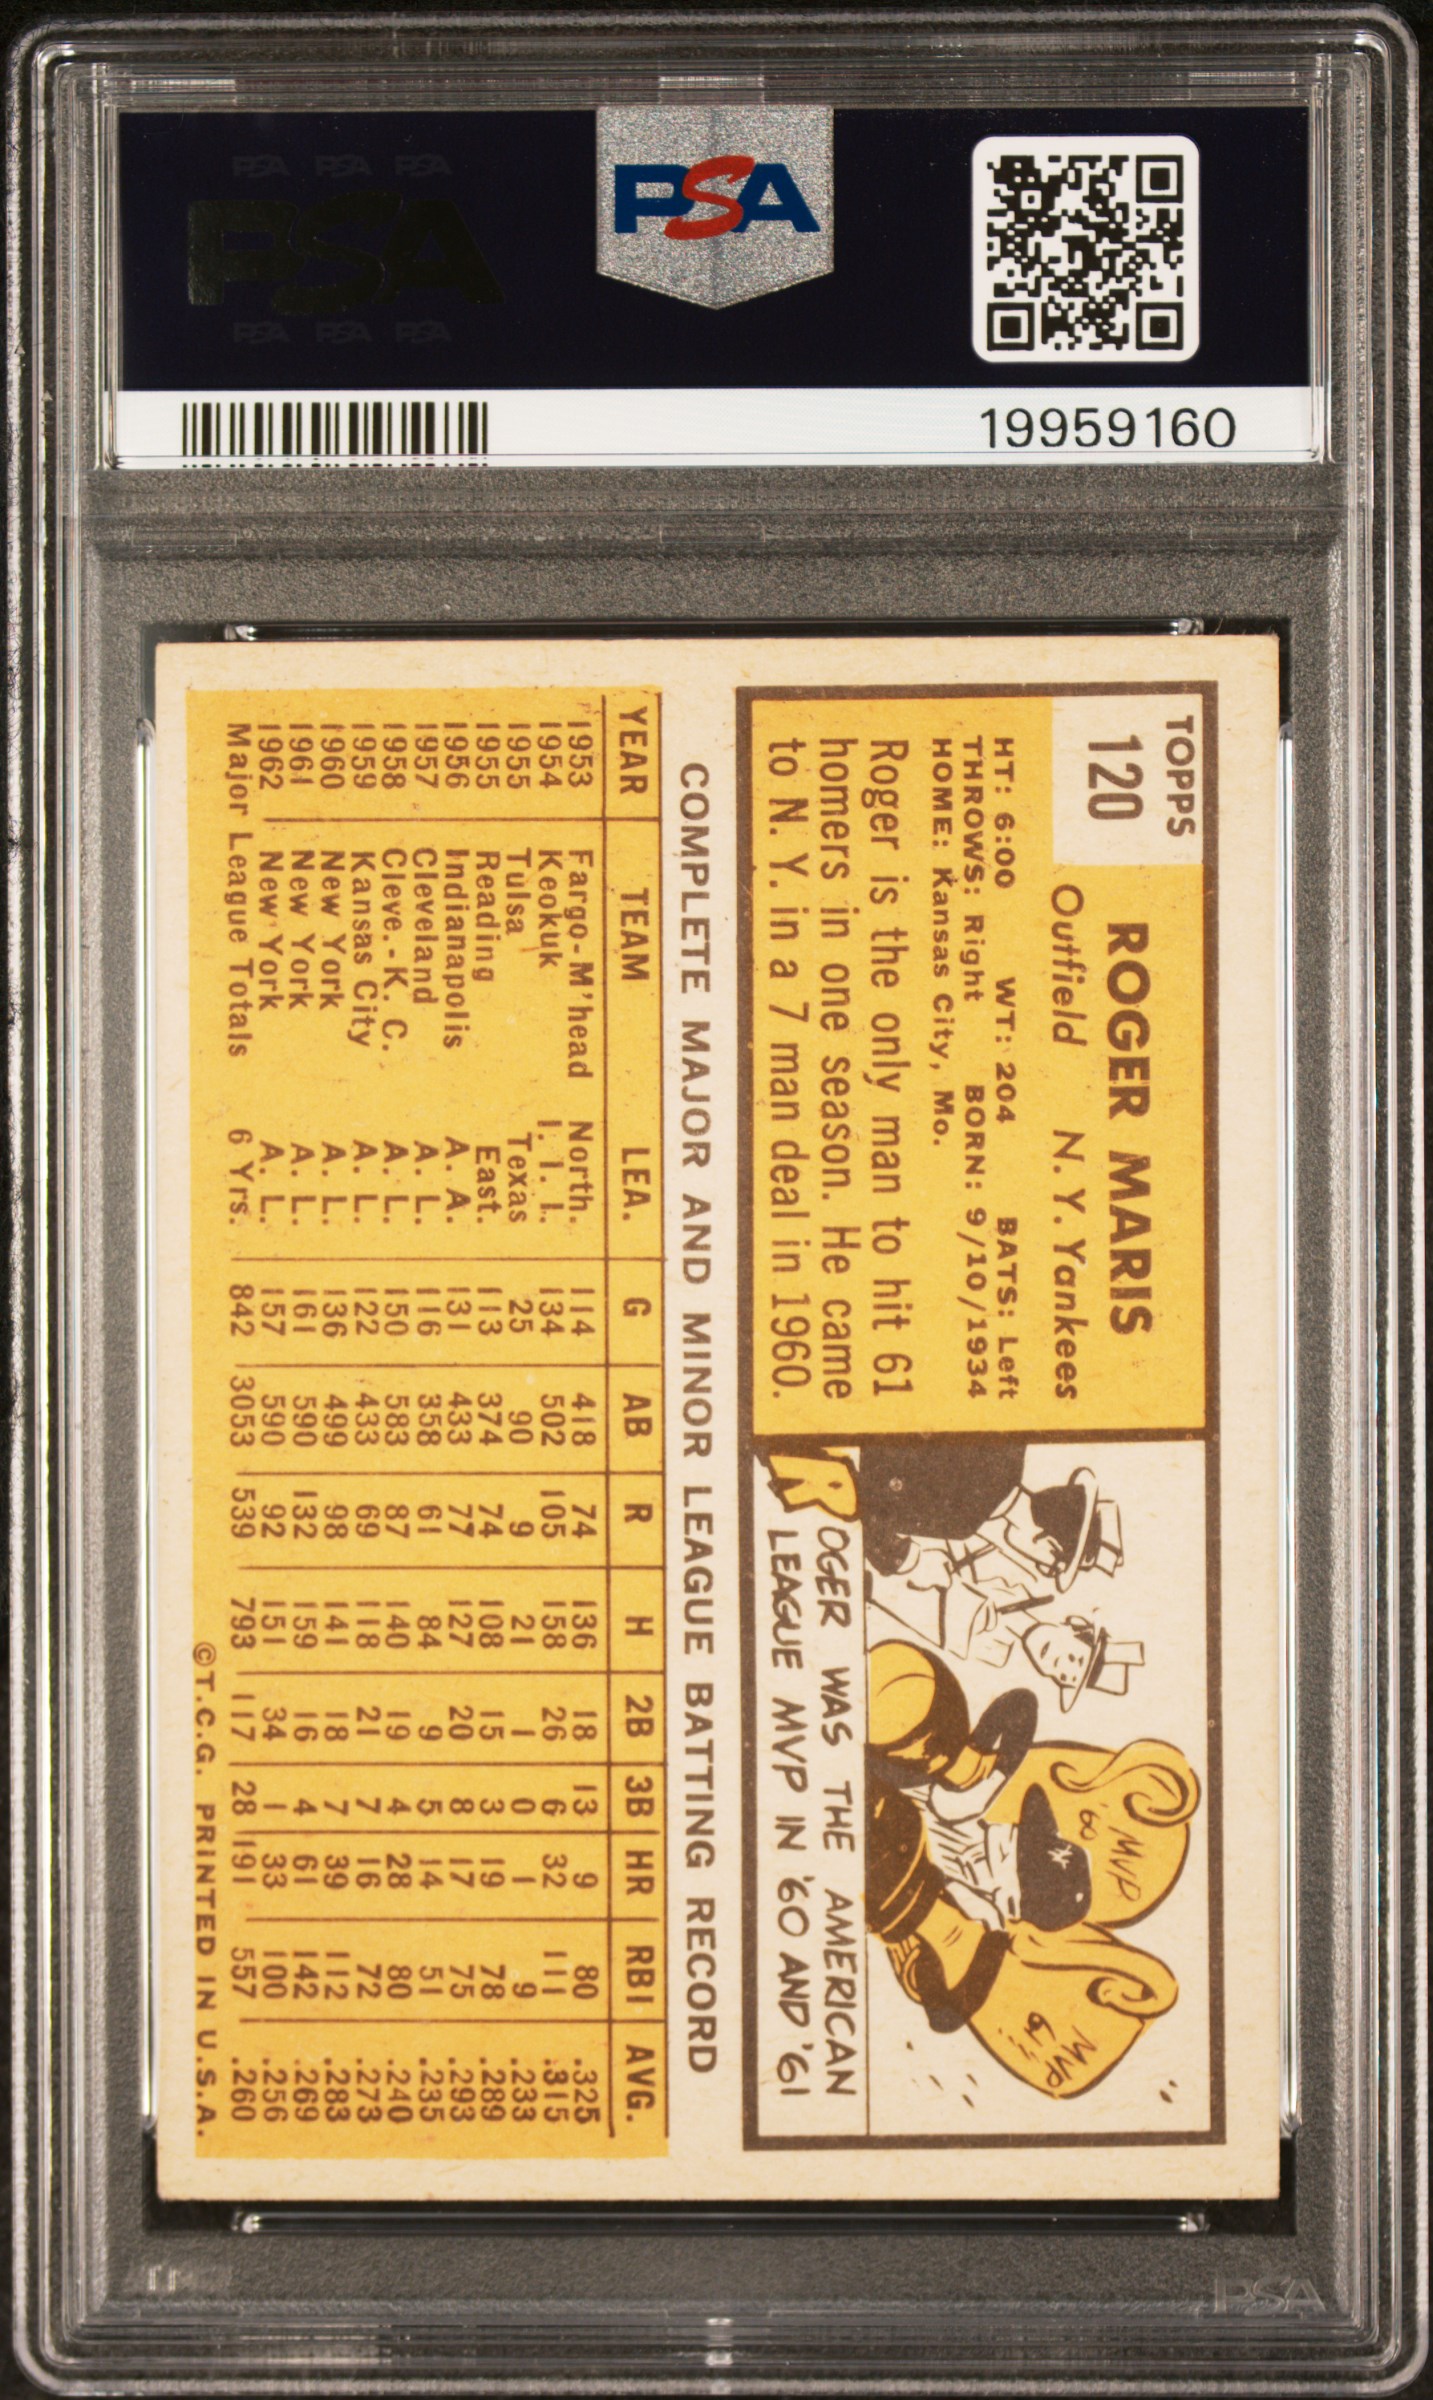 PSA PSA PSA
PSA
PSA PSA PSA
PSA
19959160
TOPPS
120
ROGER MARIS
Outfield N. Y. Yankees
HT: 6:00 WT: 204 BATS: Left
THROWS: Right BORN: 9/10/1934
HOME: Kansas City, Mo.
Roger is the only man to hit 61
homers in one season. He came
to N. Y. in a 7 man deal in 1960.
'60 MVP
'61 MVP
ROGER WAS THE AMERICAN
LEAGUE MVP IN '60 AND '61
COMPLETE MAJOR AND MINOR LEAGUE BATTING RECORD
YEAR TEAM LEA. G AB R H 2B 3B HR RBI AVG.
1953 Fargo-M'head North. 114 418 74 136 18 13 9 80 .325
1954 Keokuk I. I. I. 134 502 105 158 26 6 32 111 .315
1955 Tulsa Texas 25 90 9 21 1 0 1 9 .233
1955 Reading East. 113 374 74 108 15 3 19 78 .289
1956 Indianapolis A. A. 131 433 77 127 20 8 17 75 .293
1957 Cleveland A. L. 116 358 61 84 9 5 14 51 .235
1958 Cleve.-K. C. A. L. 150 583 87 140 19 4 28 80 .240
1959 Kansas City A. L. 122 433 69 118 21 7 16 72 .273
1960 New York A. L. 136 499 98 141 18 7 39 112 .283
1961 New York A. L. 161 590 132 159 16 4 61 142 .269
1962 New York A. L. 157 590 92 151 34 1 33 100 .256
Major League Totals 6 Yrs. 842 3053 539 793 117 28 191 557 .260
©T.C.G. PRINTED IN U.S.A.
PSA